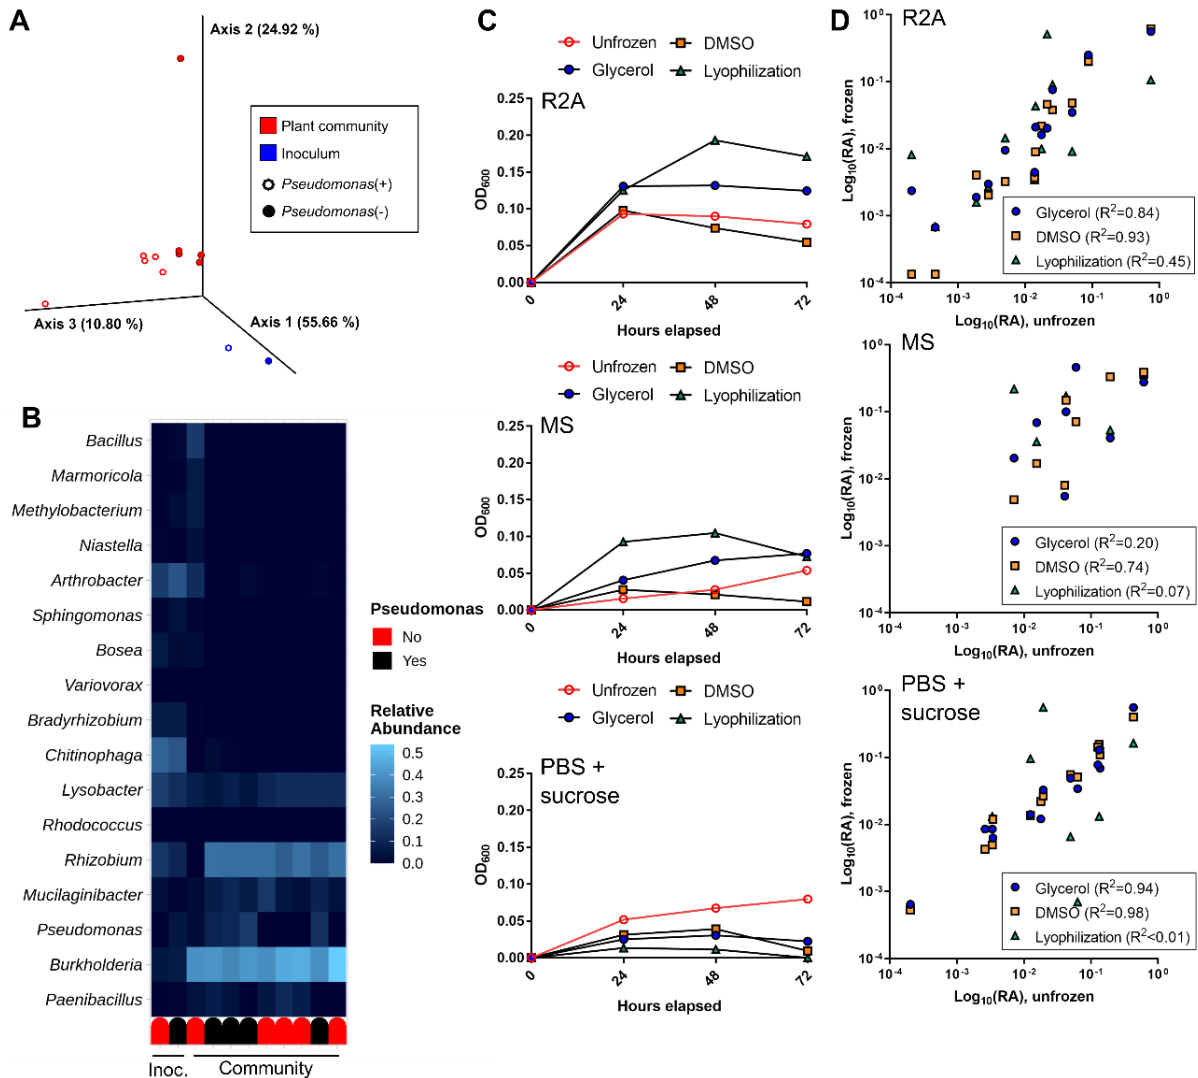 A
Axis 2 (24.92 %)
Plant community
Inoculum
Pseudomonas(+)
Pseudomonas(-)
Axis 3 (10.80 %)
Axis 1 (55.66 %)
B
Bacillus
Marmoricola
Methylobacterium
Niastella
Arthrobacter
Sphingomonas
Bosea
Variovorax
Bradyrhizobium
Chitinophaga
Lysobacter
Rhodococcus
Rhizobium
Mucilaginibacter
Pseudomonas
Burkholderia
Paenibacillus
Inoc.
Community
Pseudomonas
No
Yes
Relative
Abundance
0.5
0.4
0.3
0.2
0.1
0.0
C
Unfrozen
DMSO
Glycerol
Lyophilization
R2A
OD600
0.25
0.20
0.15
0.10
0.05
0.00
0
24
48
72
Hours elapsed
Unfrozen
DMSO
Glycerol
Lyophilization
MS
OD600
0.25
0.20
0.15
0.10
0.05
0.00
0
24
48
72
Hours elapsed
Unfrozen
DMSO
Glycerol
Lyophilization
PBS +
sucrose
OD600
0.25
0.20
0.15
0.10
0.05
0.00
0
24
48
72
Hours elapsed
D
R2A
Log10(RA), frozen
10^0
10^-1
10^-2
10^-3
10^-4
Glycerol (R²=0.84)
DMSO (R²=0.93)
Lyophilization (R²=0.45)
10^-4
10^-3
10^-2
10^-1
10^0
Log10(RA), unfrozen
MS
Log10(RA), frozen
10^0
10^-1
10^-2
10^-3
10^-4
Glycerol (R²=0.20)
DMSO (R²=0.74)
Lyophilization (R²=0.07)
10^-4
10^-3
10^-2
10^-1
10^0
Log10(RA), unfrozen
PBS +
sucrose
Log10(RA), frozen
10^0
10^-1
10^-2
10^-3
10^-4
Glycerol (R²=0.94)
DMSO (R²=0.98)
Lyophilization (R²<0.01)
10^-4
10^-3
10^-2
10^-1
10^0
Log10(RA), unfrozen